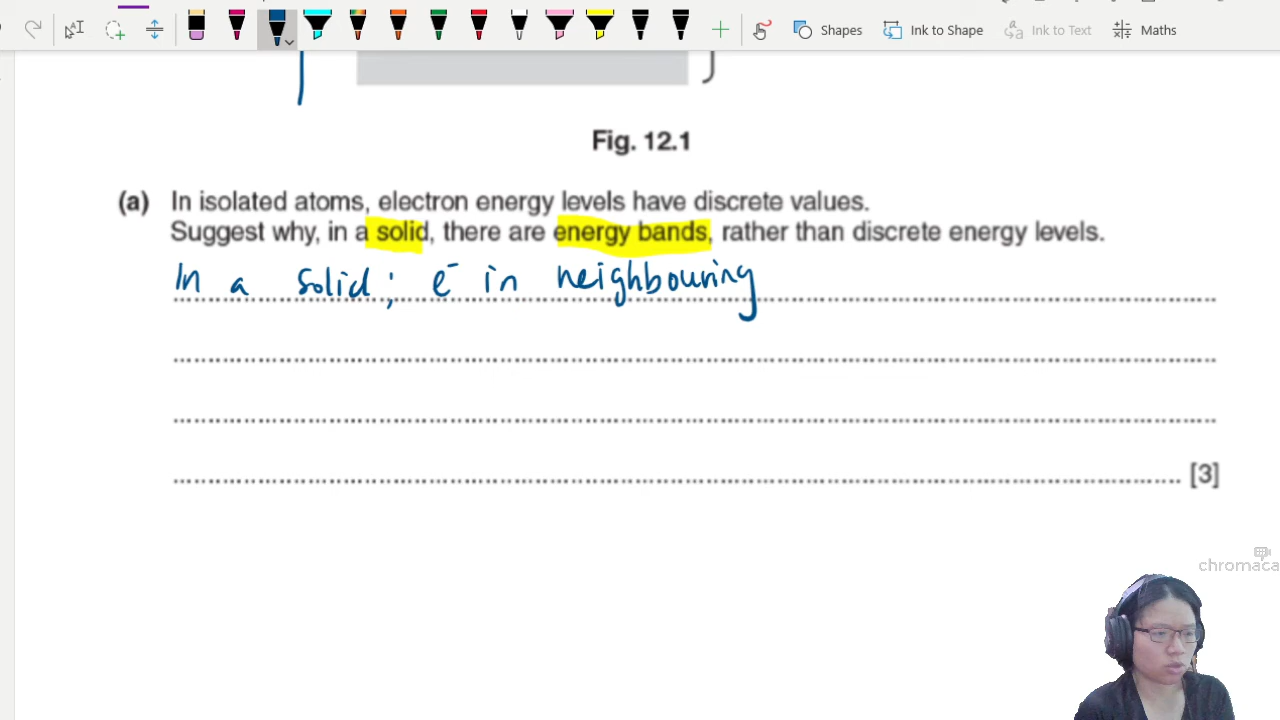 Shapes
Ink to Shape
Ink to Text
Maths
Fig. 12.1
(a) In isolated atoms, electron energy levels have discrete values.
Suggest why, in a solid, there are energy bands, rather than discrete energy levels.
In a solid; e⁻ in neighbouring
[3]
chromaca